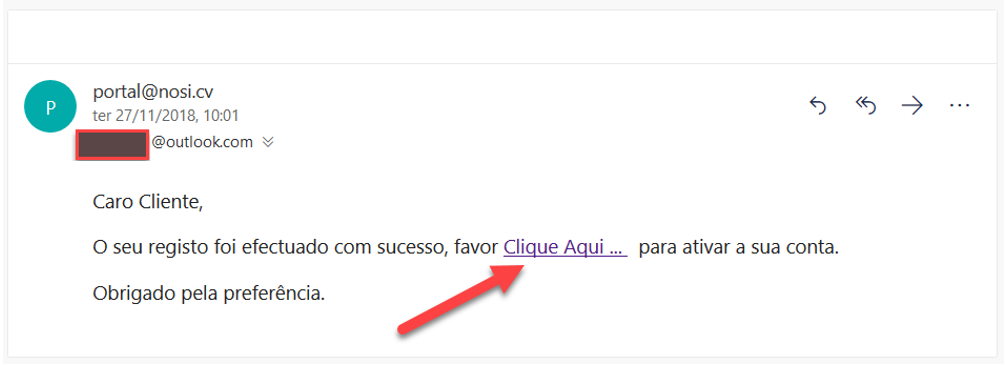 P
portal@nosi.cv
ter 27/11/2018, 10:01
@outlook.com
Caro Cliente,
O seu registo foi efectuado com sucesso, favor Clique Aqui ... para ativar a sua conta.
Obrigado pela preferência.